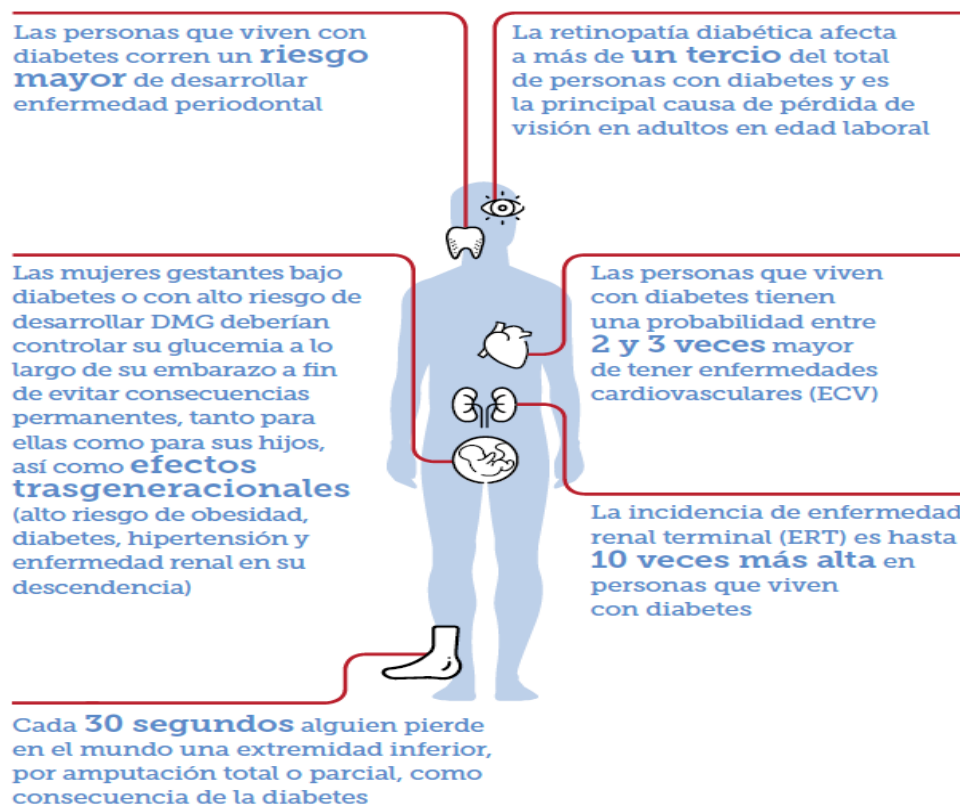 Las personas que viven con
diabetes corren un riesgo
mayor de desarrollar
enfermedad periodontal
La retinopatía diabética afecta
a más de un tercio del total
de personas con diabetes y es
la principal causa de pérdida de
visión en adultos en edad laboral
Las mujeres gestantes bajo
diabetes o con alto riesgo de
desarrollar DMG deberían
controlar su glucemia a lo
largo de su embarazo a fin
de evitar consecuencias
permanentes, tanto para
ellas como para sus hijos,
así como efectos
trasgeneracionales
(alto riesgo de obesidad,
diabetes, hipertensión y
enfermedad renal en su
descendencia)
Las personas que viven
con diabetes tienen
una probabilidad entre
2 y 3 veces mayor
de tener enfermedades
cardiovasculares (ECV)
La incidencia de enfermedad
renal terminal (ERT) es hasta
10 veces más alta en
personas que viven
con diabetes
Cada 30 segundos alguien pierde
en el mundo una extremidad inferior,
por amputación total o parcial, como
consecuencia de la diabetes